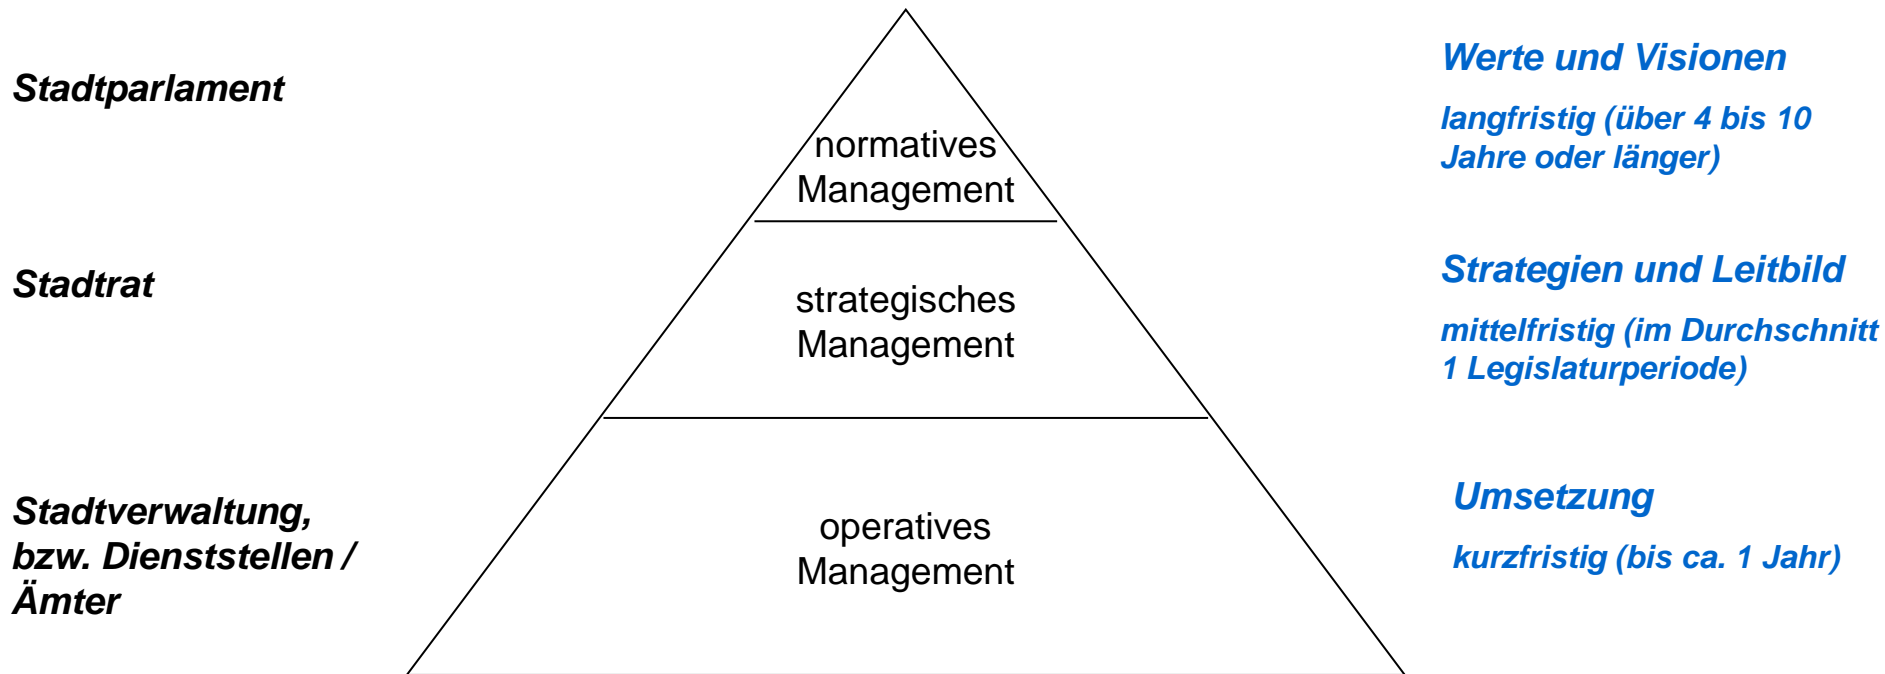 Stadtparlament
normatives
Management
Werte und Visionen
langfristig (über 4 bis 10
Jahre oder länger)
Stadtrat
strategisches
Management
Strategien und Leitbild
mittelfristig (im Durchschnitt
1 Legislaturperiode)
Stadtverwaltung,
bzw. Dienststellen /
Ämter
operatives
Management
Umsetzung
kurzfristig (bis ca. 1 Jahr)